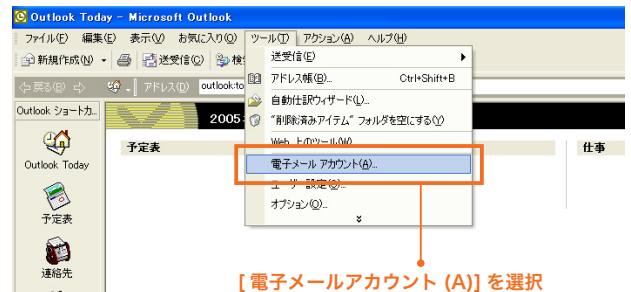 Outlook Today - Microsoft Outlook
ファイル(F) 編集(E) 表示(V) お気に入り(O) ツール(T) アクション(A) ヘルプ(H)
新規作成(N) 送受信(C) 検
戻る(B) アドレス(D) outlook:to
Outlook ショートカ...
2005
送受信(E)
アドレス帳(B)... Ctrl+Shift+B
自動仕訳ウィザード(L)...
"削除済みアイテム" フォルダを空にする(Y)
Web 上のツール(W)
電子メール アカウント(A)...
ユーザー設定(C)...
オプション(O)...
Outlook Today
予定表
連絡先
予定表
仕事
[ 電子メールアカウント (A)] を選択